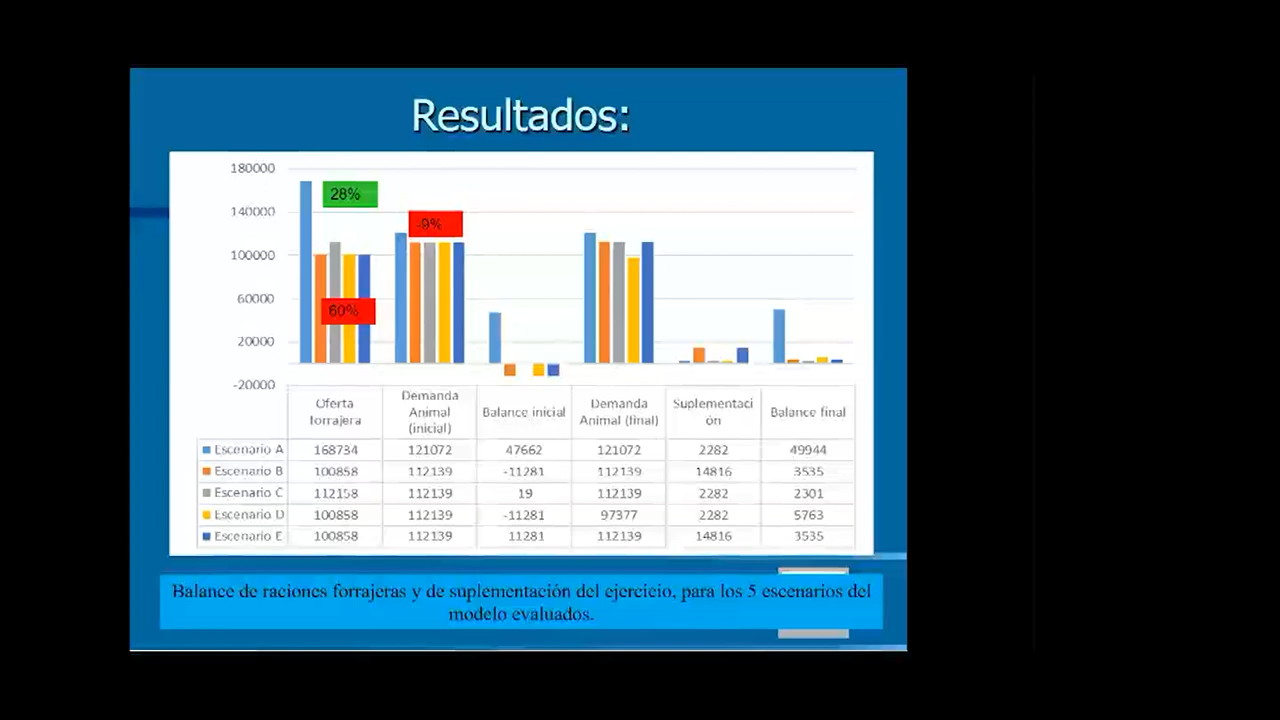 Resultados:
180000
28%
140000
-9%
100000
60000
60%
20000
-20000
Oferta forrajera
Demanda Animal (inicial)
Balance inicial
Demanda Animal (final)
Suplementación
Balance final
Escenario A 168734 121072 47662 121072 2282 49944
Escenario B 100858 112139 -11281 112139 14816 3535
Escenario C 112158 112139 19 112139 2282 2301
Escenario D 100858 112139 -11281 97377 2282 5763
Escenario E 100858 112139 11281 112139 14816 3535
Balance de raciones forrajeras y de suplementación del ejercicio, para los 5 escenarios del
modelo evaluados.